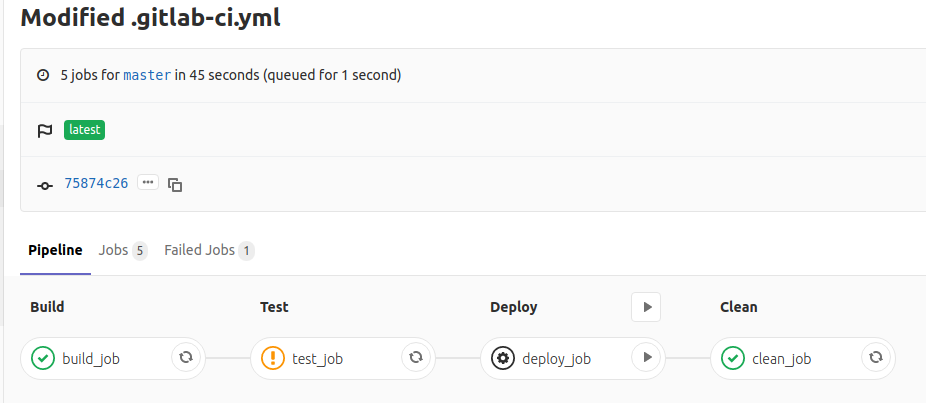 Modified .gitlab-ci.yml
5 jobs for master in 45 seconds (queued for 1 second)
latest
75874c26
Pipeline Jobs 5 Failed Jobs 1
Build Test Deploy Clean
build_job test_job deploy_job clean_job